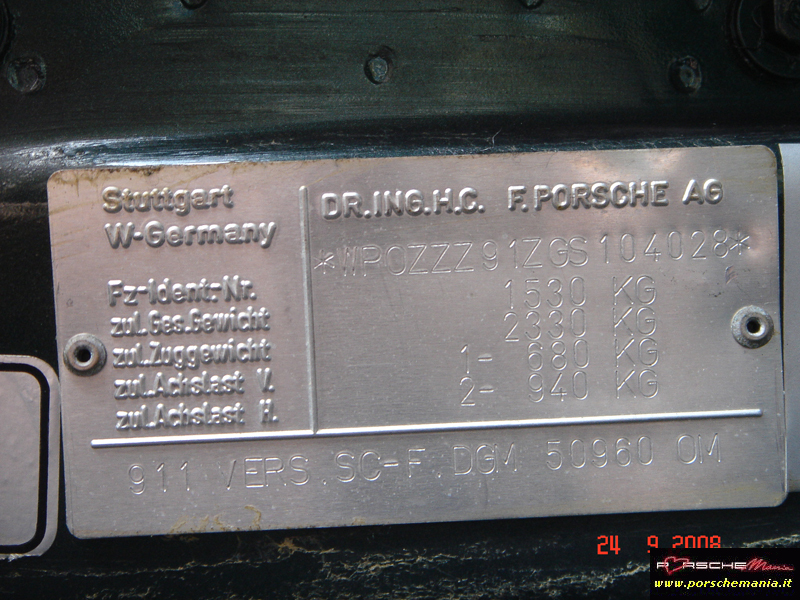 Stuttgart
W-Germany
DR.ING.H.C. F.PORSCHE AG
*WP0ZZZ91ZGS104028*
Fz-Ident.-Nr.
zul.Ges.Gewicht 1530 KG
zul.Zuggewicht 2330 KG
zul.Achslast V. 1- 680 KG
zul.Achslast H. 2- 940 KG
911 VERS.SC-F.DGM 50960 OM
24 9 2008
PORSCHE Mania
www.porschemania.it